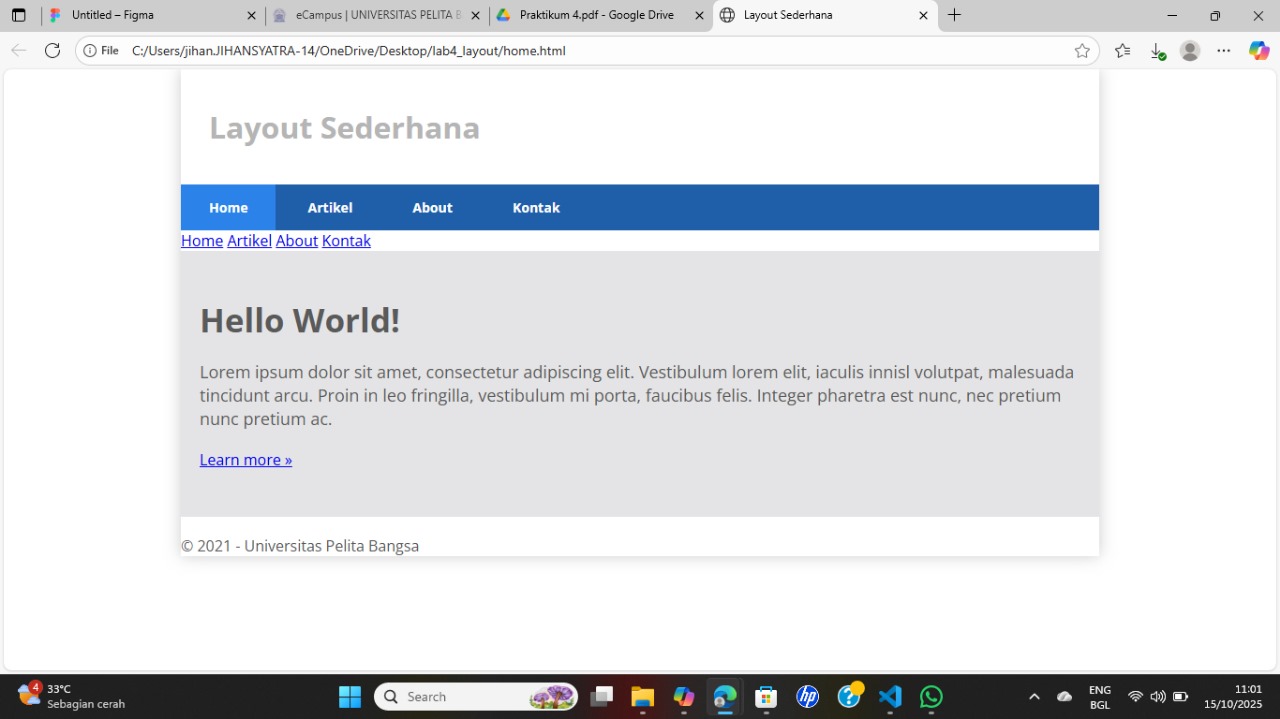 Untitled – Figma
eCampus | UNIVERSITAS PELITA B
Praktikum 4.pdf - Google Drive
Layout Sederhana
File C:/Users/jihan.JIHANSYATRA-14/OneDrive/Desktop/lab4_layout/home.html
Layout Sederhana
Home Artikel About Kontak
Home Artikel About Kontak
Hello World!
Lorem ipsum dolor sit amet, consectetur adipiscing elit. Vestibulum lorem elit, iaculis innisl volutpat, malesuada
tincidunt arcu. Proin in leo fringilla, vestibulum mi porta, faucibus felis. Integer pharetra est nunc, nec pretium
nunc pretium ac.
Learn more »
© 2021 - Universitas Pelita Bangsa
4
33°C
Sebagian cerah
Search
hp
ENG
BGL
11:01
15/10/2025